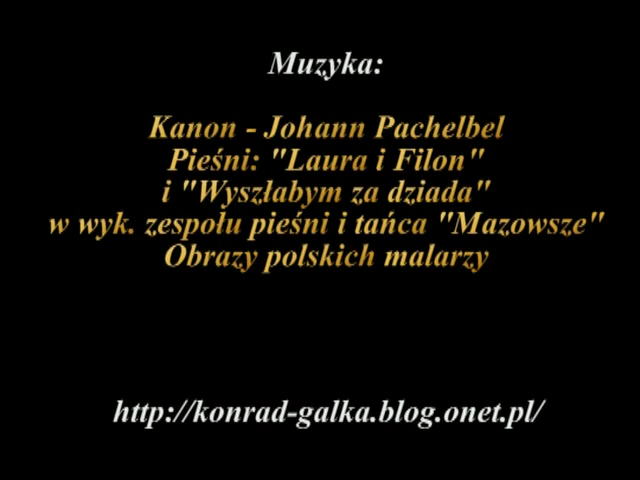 Muzyka:
Kanon - Johann Pachelbel
Pieśni: "Laura i Filon"
i "Wyszłabym za dziada"
w wyk. zespołu pieśni i tańca "Mazowsze"
Obrazy polskich malarzy
http://konrad-galka.blog.onet.pl/